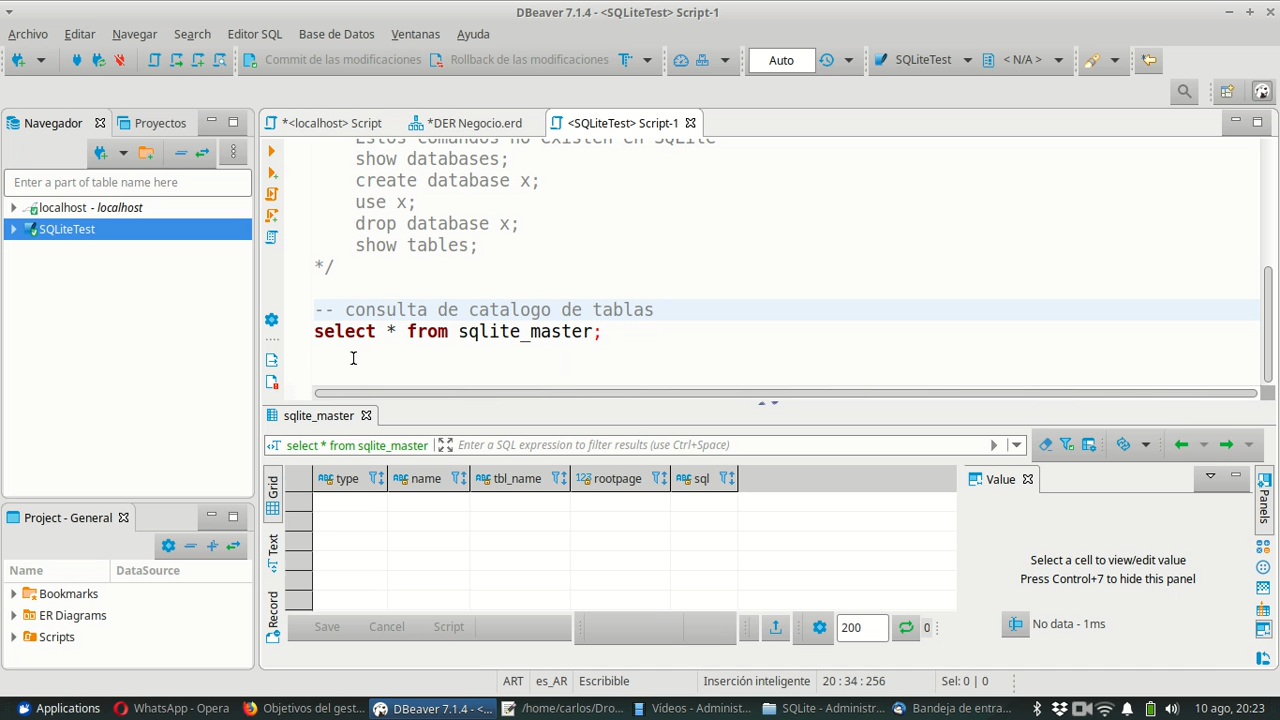 DBeaver 7.1.4 - <SQLiteTest> Script-1
Archivo Editar Navegar Search Editor SQL Base de Datos Ventanas Ayuda
Commit de las modificaciones Rollback de las modificaciones Auto SQLiteTest < N/A >
Navegador Proyectos
Enter a part of table name here
localhost - localhost
SQLiteTest
*<localhost> Script *DER Negocio.erd <SQLiteTest> Script-1
Estos comandos no existen en SQLite
show databases;
create database x;
use x;
drop database x;
show tables;
*/
-- consulta de catalogo de tablas
select * from sqlite_master;
sqlite_master
select * from sqlite_master Enter a SQL expression to filter results (use Ctrl+Space)
Grid
Text
Record
type name tbl_name rootpage sql
Value
Panels
Select a cell to view/edit value
Press Control+7 to hide this panel
Save Cancel Script 200 0
No data - 1ms
Project - General
Name DataSource
Bookmarks
ER Diagrams
Scripts
ART es_AR Escribible Inserción inteligente 20 : 34 : 256 Sel: 0 | 0
Applications WhatsApp - Opera Objetivos del gest... DBeaver 7.1.4 - <... /home/carlos/Dro... Videos - Administ... SQLite - Administr... Bandeja de entra... 10 ago, 20:23